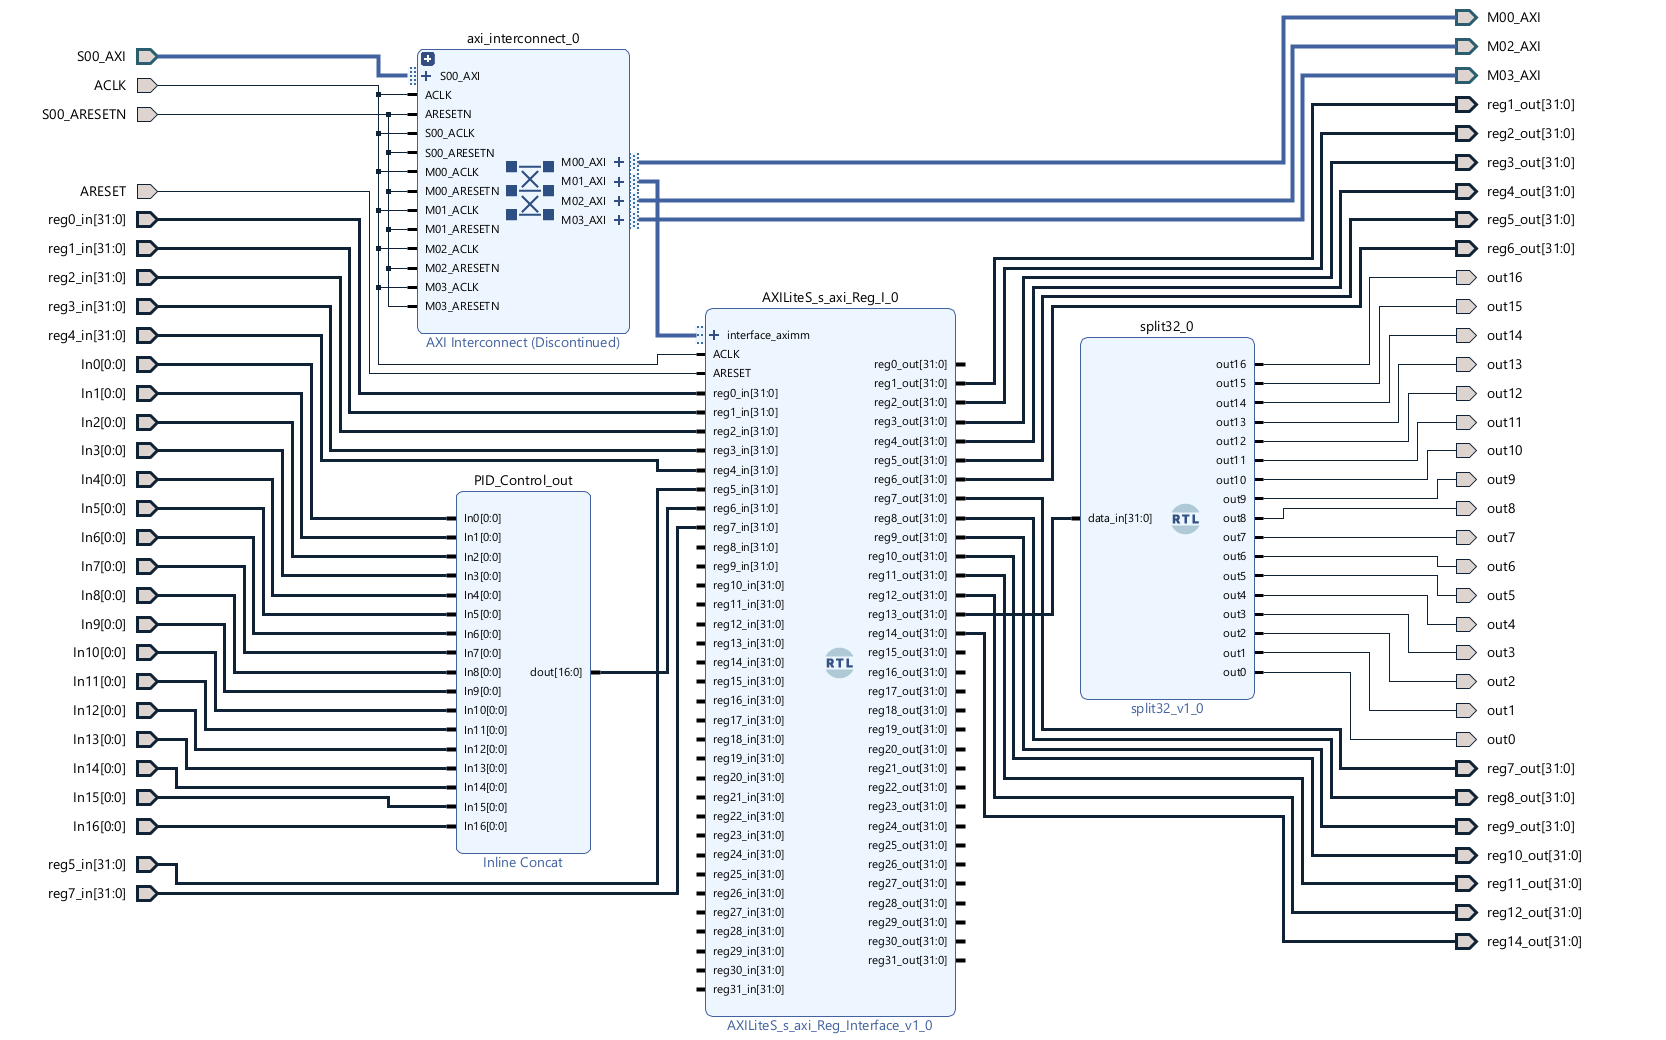 S00_AXI
ACLK
S00_ARESETN
ARESET
reg0_in[31:0]
reg1_in[31:0]
reg2_in[31:0]
reg3_in[31:0]
reg4_in[31:0]
In0[0:0]
In1[0:0]
In2[0:0]
In3[0:0]
In4[0:0]
In5[0:0]
In6[0:0]
In7[0:0]
In8[0:0]
In9[0:0]
In10[0:0]
In11[0:0]
In12[0:0]
In13[0:0]
In14[0:0]
In15[0:0]
In16[0:0]
reg5_in[31:0]
reg7_in[31:0]
axi_interconnect_0
S00_AXI
ACLK
ARESETN
S00_ACLK
S00_ARESETN
M00_ACLK
M00_ARESETN
M01_ACLK
M01_ARESETN
M02_ACLK
M02_ARESETN
M03_ACLK
M03_ARESETN
M00_AXI
M01_AXI
M02_AXI
M03_AXI
AXI Interconnect (Discontinued)
PID_Control_out
In0[0:0]
In1[0:0]
In2[0:0]
In3[0:0]
In4[0:0]
In5[0:0]
In6[0:0]
In7[0:0]
In8[0:0]
In9[0:0]
In10[0:0]
In11[0:0]
In12[0:0]
In13[0:0]
In14[0:0]
In15[0:0]
In16[0:0]
dout[16:0]
Inline Concat
AXILiteS_s_axi_Reg_I_0
interface_aximm
ACLK
ARESET
reg0_in[31:0]
reg1_in[31:0]
reg2_in[31:0]
reg3_in[31:0]
reg4_in[31:0]
reg5_in[31:0]
reg6_in[31:0]
reg7_in[31:0]
reg8_in[31:0]
reg9_in[31:0]
reg10_in[31:0]
reg11_in[31:0]
reg12_in[31:0]
reg13_in[31:0]
reg14_in[31:0]
reg15_in[31:0]
reg16_in[31:0]
reg17_in[31:0]
reg18_in[31:0]
reg19_in[31:0]
reg20_in[31:0]
reg21_in[31:0]
reg22_in[31:0]
reg23_in[31:0]
reg24_in[31:0]
reg25_in[31:0]
reg26_in[31:0]
reg27_in[31:0]
reg28_in[31:0]
reg29_in[31:0]
reg30_in[31:0]
reg31_in[31:0]
RTL
reg0_out[31:0]
reg1_out[31:0]
reg2_out[31:0]
reg3_out[31:0]
reg4_out[31:0]
reg5_out[31:0]
reg6_out[31:0]
reg7_out[31:0]
reg8_out[31:0]
reg9_out[31:0]
reg10_out[31:0]
reg11_out[31:0]
reg12_out[31:0]
reg13_out[31:0]
reg14_out[31:0]
reg15_out[31:0]
reg16_out[31:0]
reg17_out[31:0]
reg18_out[31:0]
reg19_out[31:0]
reg20_out[31:0]
reg21_out[31:0]
reg22_out[31:0]
reg23_out[31:0]
reg24_out[31:0]
reg25_out[31:0]
reg26_out[31:0]
reg27_out[31:0]
reg28_out[31:0]
reg29_out[31:0]
reg30_out[31:0]
reg31_out[31:0]
AXILiteS_s_axi_Reg_Interface_v1_0
split32_0
data_in[31:0]
RTL
out16
out15
out14
out13
out12
out11
out10
out9
out8
out7
out6
out5
out4
out3
out2
out1
out0
split32_v1_0
M00_AXI
M02_AXI
M03_AXI
reg1_out[31:0]
reg2_out[31:0]
reg3_out[31:0]
reg4_out[31:0]
reg5_out[31:0]
reg6_out[31:0]
out16
out15
out14
out13
out12
out11
out10
out9
out8
out7
out6
out5
out4
out3
out2
out1
out0
reg7_out[31:0]
reg8_out[31:0]
reg9_out[31:0]
reg10_out[31:0]
reg11_out[31:0]
reg12_out[31:0]
reg14_out[31:0]